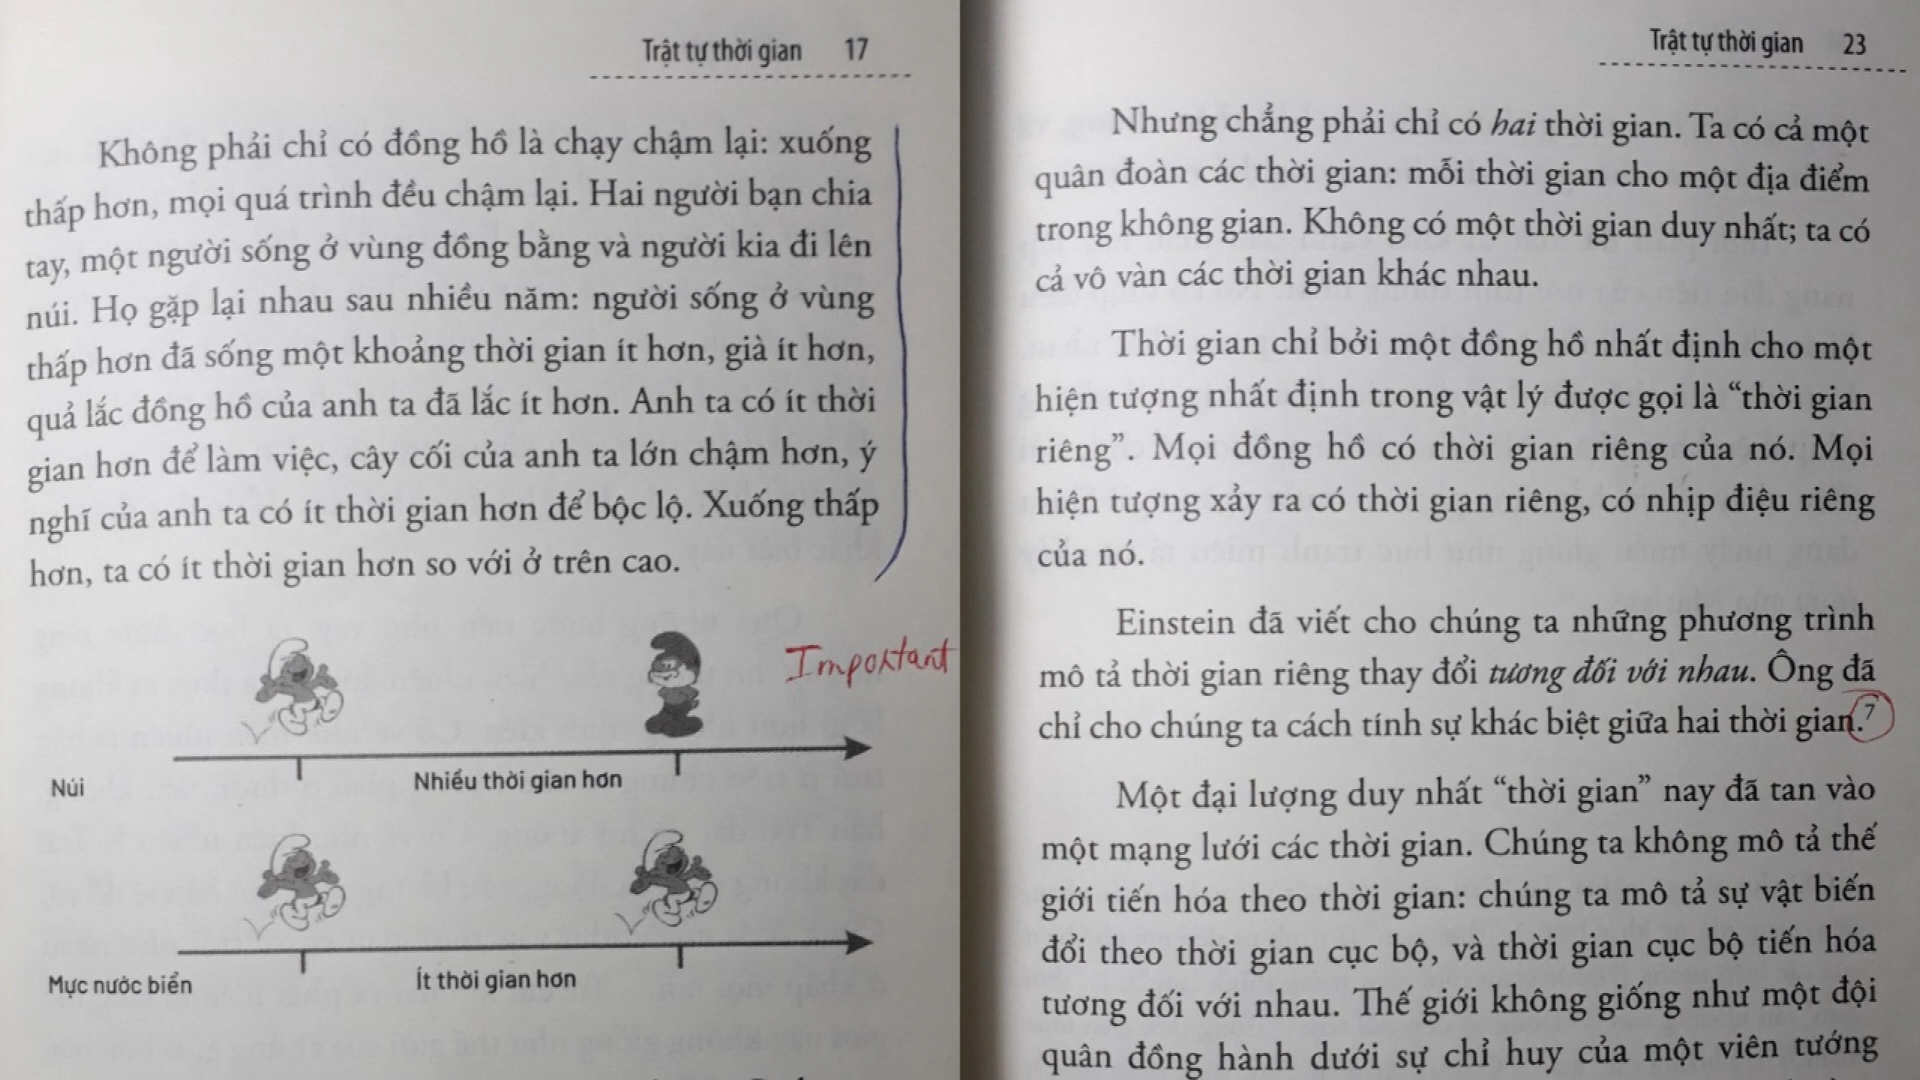 Trật tự thời gian 17
Không phải chỉ có đồng hồ là chạy chậm lại: xuống
thấp hơn, mọi quá trình đều chậm lại. Hai người bạn chia
tay, một người sống ở vùng đồng bằng và người kia đi lên
núi. Họ gặp lại nhau sau nhiều năm: người sống ở vùng
thấp hơn đã sống một khoảng thời gian ít hơn, già ít hơn,
quả lắc đồng hồ của anh ta đã lắc ít hơn. Anh ta có ít thời
gian hơn để làm việc, cây cối của anh ta lớn chậm hơn, ý
nghĩ của anh ta có ít thời gian hơn để bộc lộ. Xuống thấp
hơn, ta có ít thời gian hơn so với ở trên cao.
Important
Núi
Nhiều thời gian hơn
Mực nước biển
Ít thời gian hơn
Trật tự thời gian 23
Nhưng chẳng phải chỉ có hai thời gian. Ta có cả một
quân đoàn các thời gian: mỗi thời gian cho một địa điểm
trong không gian. Không có một thời gian duy nhất; ta có
cả vô vàn các thời gian khác nhau.
Thời gian chỉ bởi một đồng hồ nhất định cho một
hiện tượng nhất định trong vật lý được gọi là “thời gian
riêng”. Mọi đồng hồ có thời gian riêng của nó. Mọi
hiện tượng xảy ra có thời gian riêng, có nhịp điệu riêng
của nó.
Einstein đã viết cho chúng ta những phương trình
mô tả thời gian riêng thay đổi tương đối với nhau. Ông đã
chỉ cho chúng ta cách tính sự khác biệt giữa hai thời gian.7
Một đại lượng duy nhất “thời gian” nay đã tan vào
một mạng lưới các thời gian. Chúng ta không mô tả thế
giới tiến hóa theo thời gian: chúng ta mô tả sự vật biến
đổi theo thời gian cục bộ, và thời gian cục bộ tiến hóa
tương đối với nhau. Thế giới không giống như một đội
quân đồng hành dưới sự chỉ huy của một viên tướng